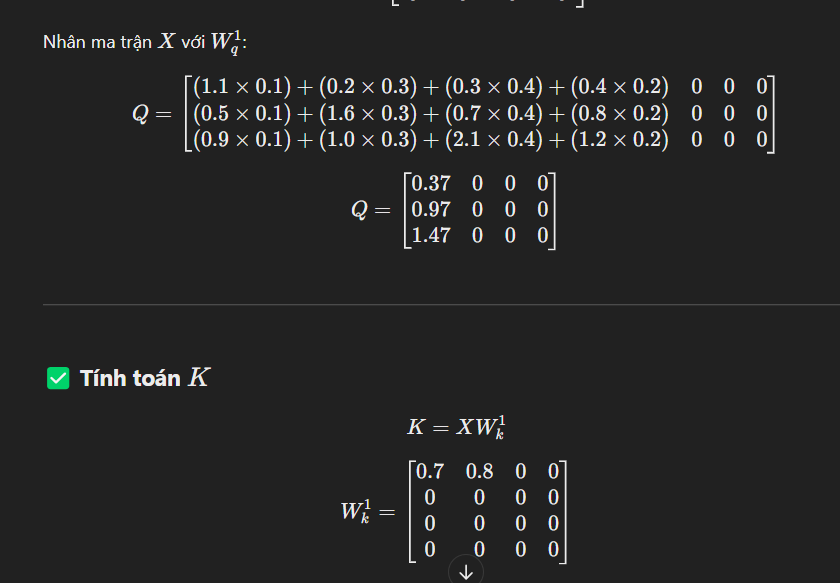 Nhân ma trận X với W_q^1:
Q = [(1.1 × 0.1) + (0.2 × 0.3) + (0.3 × 0.4) + (0.4 × 0.2) 0 0 0]
[(0.5 × 0.1) + (1.6 × 0.3) + (0.7 × 0.4) + (0.8 × 0.2) 0 0 0]
[(0.9 × 0.1) + (1.0 × 0.3) + (2.1 × 0.4) + (1.2 × 0.2) 0 0 0]
Q = [0.37 0 0 0]
[0.97 0 0 0]
[1.47 0 0 0]
✅ Tính toán K
K = XW_k^1
W_k^1 = [0.7 0.8 0 0]
[0 0 0 0]
[0 0 0 0]
[0 0 0 0]